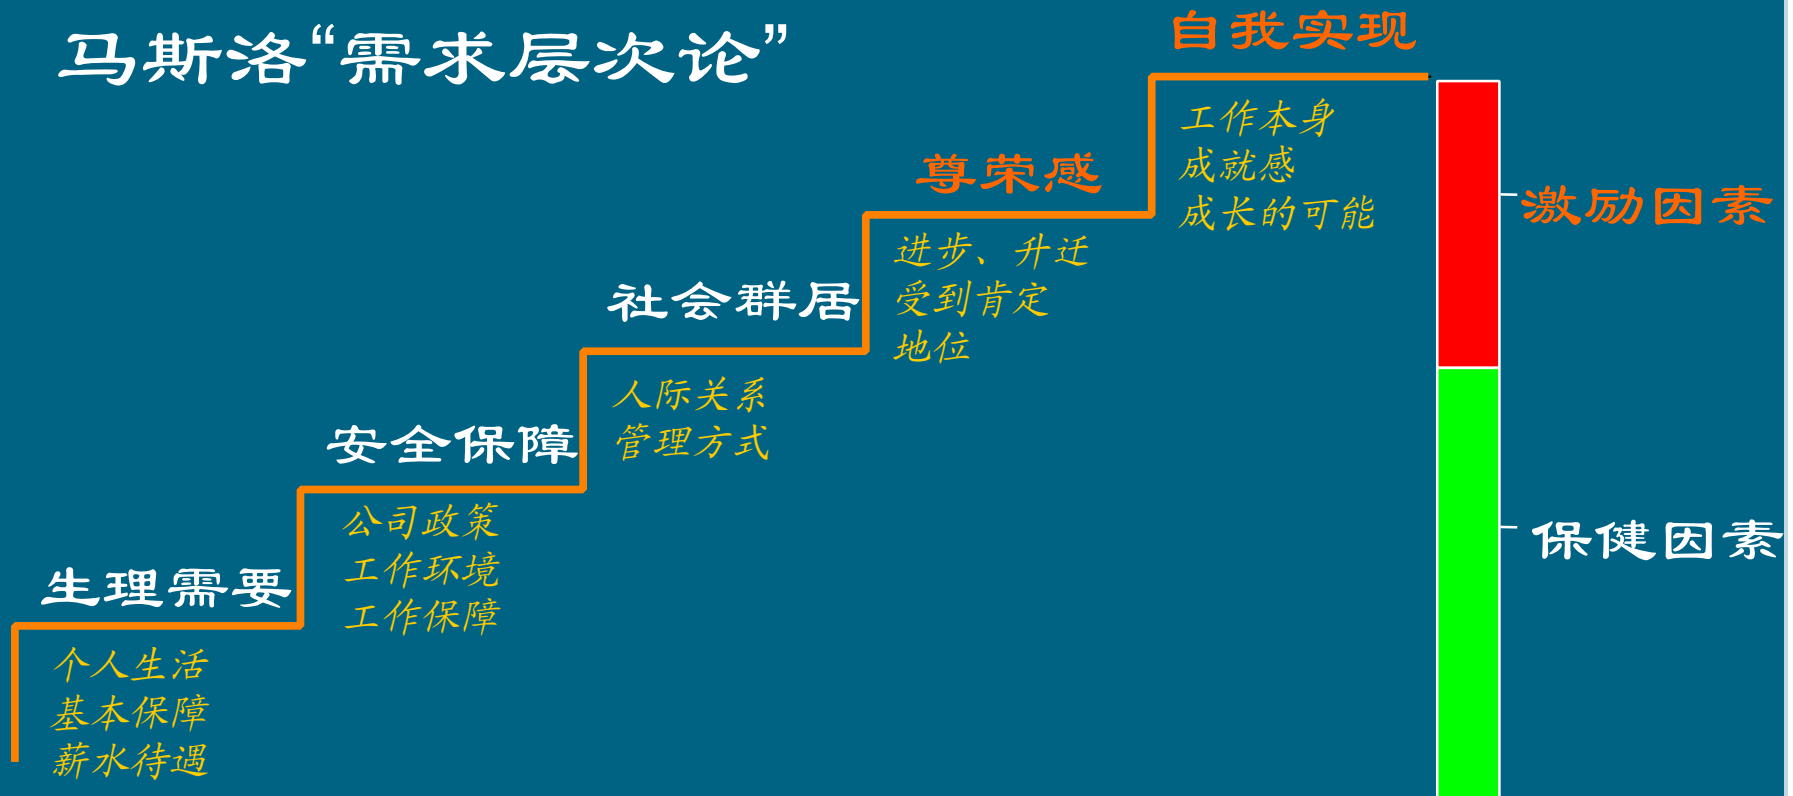 马斯洛“需求层次论”
自我实现
工作本身
成就感
成长的可能
尊荣感
进步、升迁
受到肯定
地位
社会群居
人际关系
管理方式
安全保障
公司政策
工作环境
工作保障
生理需要
个人生活
基本保障
薪水待遇
激励因素
保健因素